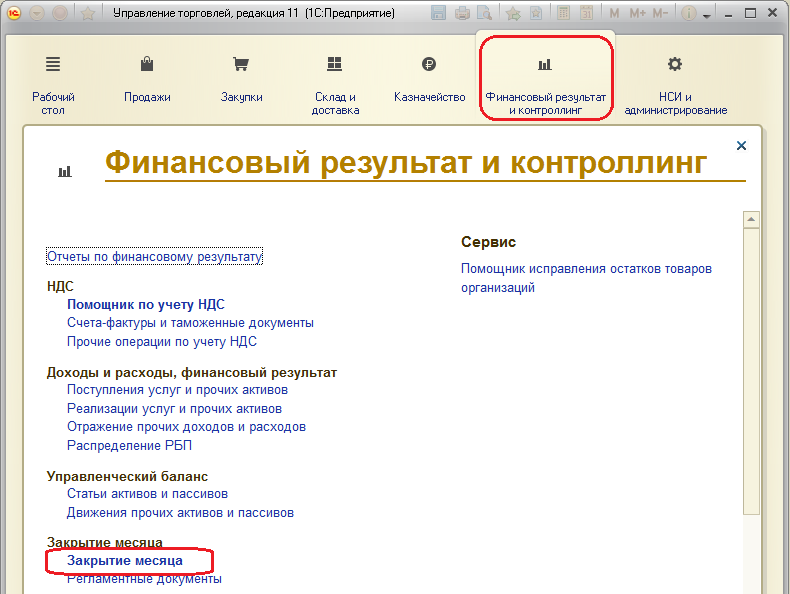 Управление торговлей, редакция 11 (1С:Предприятие)
M M+ M-
Рабочий
стол
Продажи
Закупки
Склад и
доставка
Казначейство
Финансовый результат
и контроллинг
НСИ и
администрирование
Финансовый результат и контроллинг
Отчеты по финансовому результату
НДС
Помощник по учету НДС
Счета-фактуры и таможенные документы
Прочие операции по учету НДС
Доходы и расходы, финансовый результат
Поступления услуг и прочих активов
Реализации услуг и прочих активов
Отражение прочих доходов и расходов
Распределение РБП
Управленческий баланс
Статьи активов и пассивов
Движения прочих активов и пассивов
Закрытие месяца
Закрытие месяца
Регламентные документы
Сервис
Помощник исправления остатков товаров
организаций